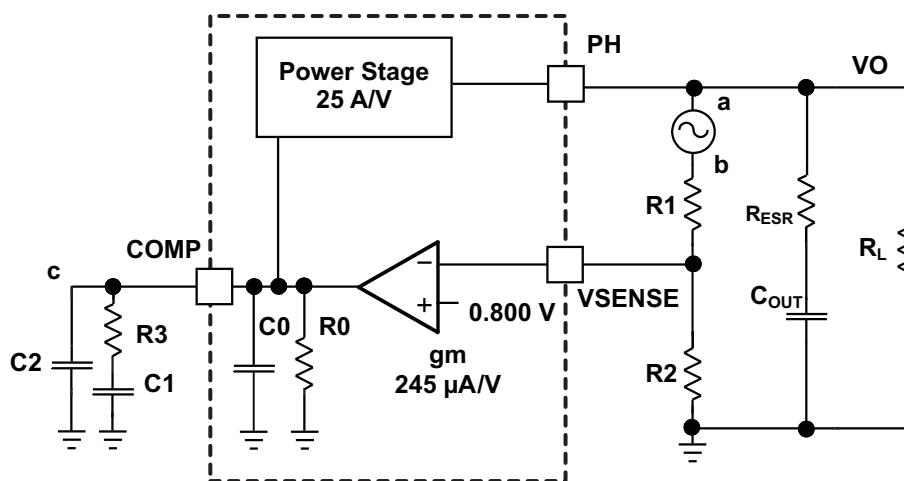 PH
VO
Power Stage
25 A/V
a
b
R1
RESR
RL
COMP
c
VSENSE
0.800 V
COUT
C0
R0
R3
C2
C1
gm
245 µA/V
R2
−
+